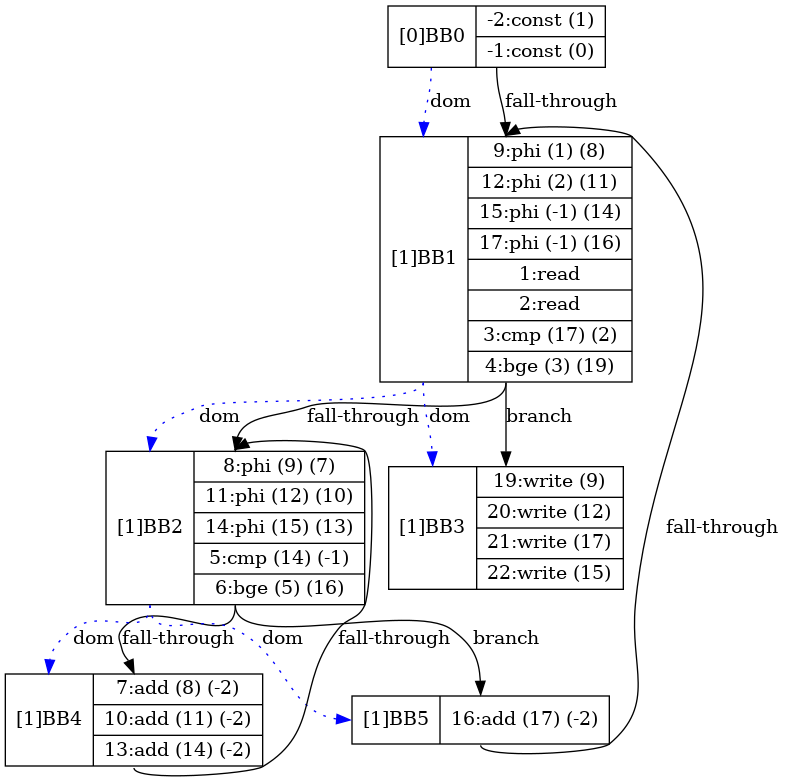 [0]BB0
-2:const (1)
-1:const (0)
dom
fall-through
[1]BB1
9:phi (1) (8)
12:phi (2) (11)
15:phi (-1) (14)
17:phi (-1) (16)
1:read
2:read
3:cmp (17) (2)
4:bge (3) (19)
dom
fall-through
dom
branch
[1]BB2
8:phi (9) (7)
11:phi (12) (10)
14:phi (15) (13)
5:cmp (14) (-1)
6:bge (5) (16)
[1]BB3
19:write (9)
20:write (12)
21:write (17)
22:write (15)
fall-through
dom
fall-through
dom
fall-through
branch
[1]BB4
7:add (8) (-2)
10:add (11) (-2)
13:add (14) (-2)
[1]BB5
16:add (17) (-2)